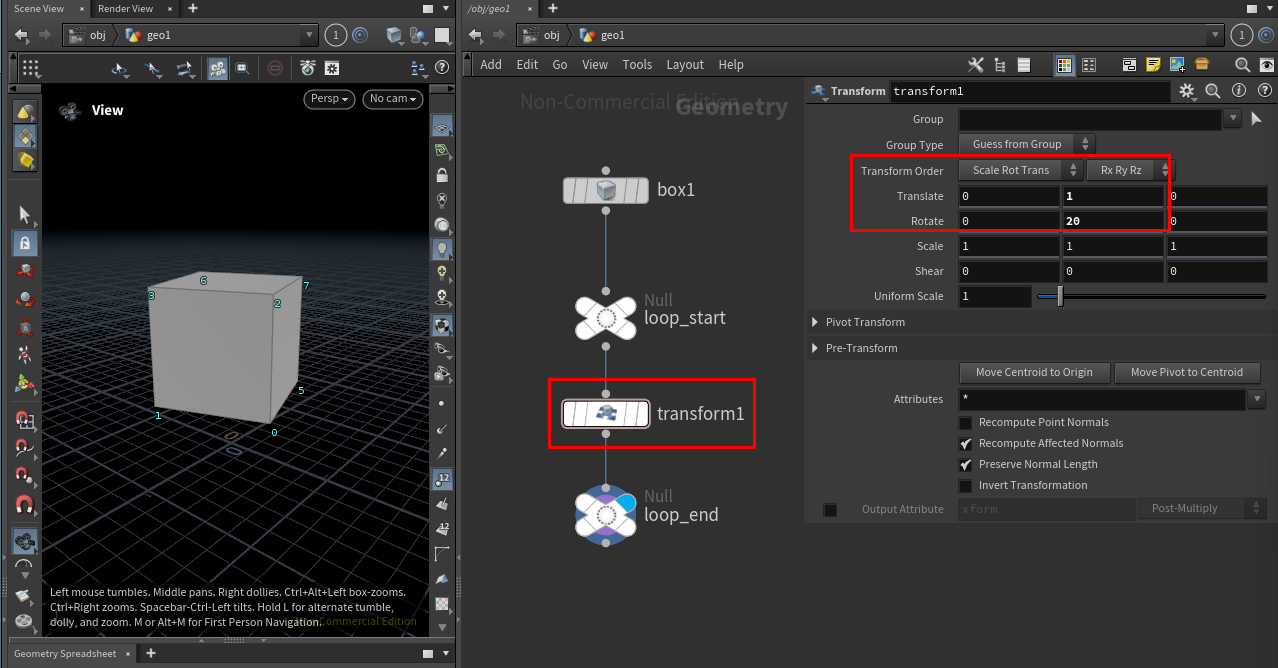 Scene View × Render View × +
obj geo1 1
View
Persp No cam
6
7
3
2
5
1
0
12
12
Left mouse tumbles. Middle pans. Right dollies. Ctrl+Alt+Left box-zooms.
Ctrl+Right zooms. Spacebar-Ctrl-Left tilts. Hold L for alternate tumble,
dolly, and zoom. M or Alt+M for First Person Navigation.
Non-Commercial Edition
Geometry Spreadsheet × +
/obj/geo1 × +
obj geo1 1
Add Edit Go View Tools Layout Help
Non-Commercial Edition
Geometry
box1
Null
loop_start
transform1
Null
loop_end
Transform transform1
Group
Group Type Guess from Group
Transform Order Scale Rot Trans Rx Ry Rz
Translate 0 1 0
Rotate 0 20 0
Scale 1 1 1
Shear 0 0 0
Uniform Scale 1
Pivot Transform
Pre-Transform
Move Centroid to Origin Move Pivot to Centroid
Attributes *
Recompute Point Normals
Recompute Affected Normals
Preserve Normal Length
Invert Transformation
Output Attribute xform Post-Multiply